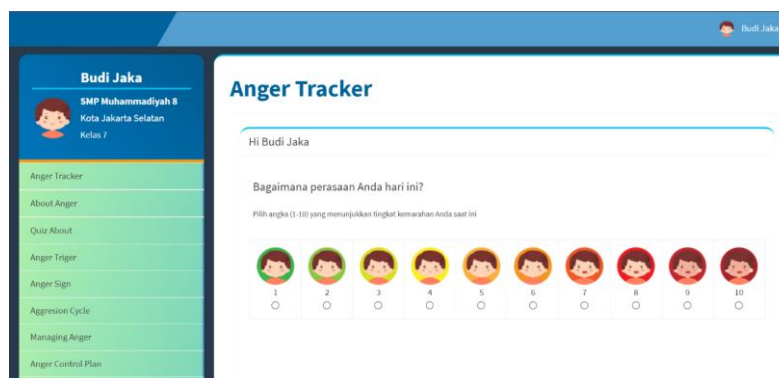 Budi Jaka
Budi Jaka
SMP Muhammadiyah 8
Kota Jakarta Selatan
Kelas 7
Anger Tracker
About Anger
Quiz About
Anger Triger
Anger Sign
Aggresion Cycle
Managing Anger
Anger Control Plan
Anger Tracker
Hi Budi Jaka
Bagaimana perasaan Anda hari ini?
Pilih angka (1-10) yang menunjukkan tingkat kemarahan Anda saat ini
1 2 3 4 5 6 7 8 9 10